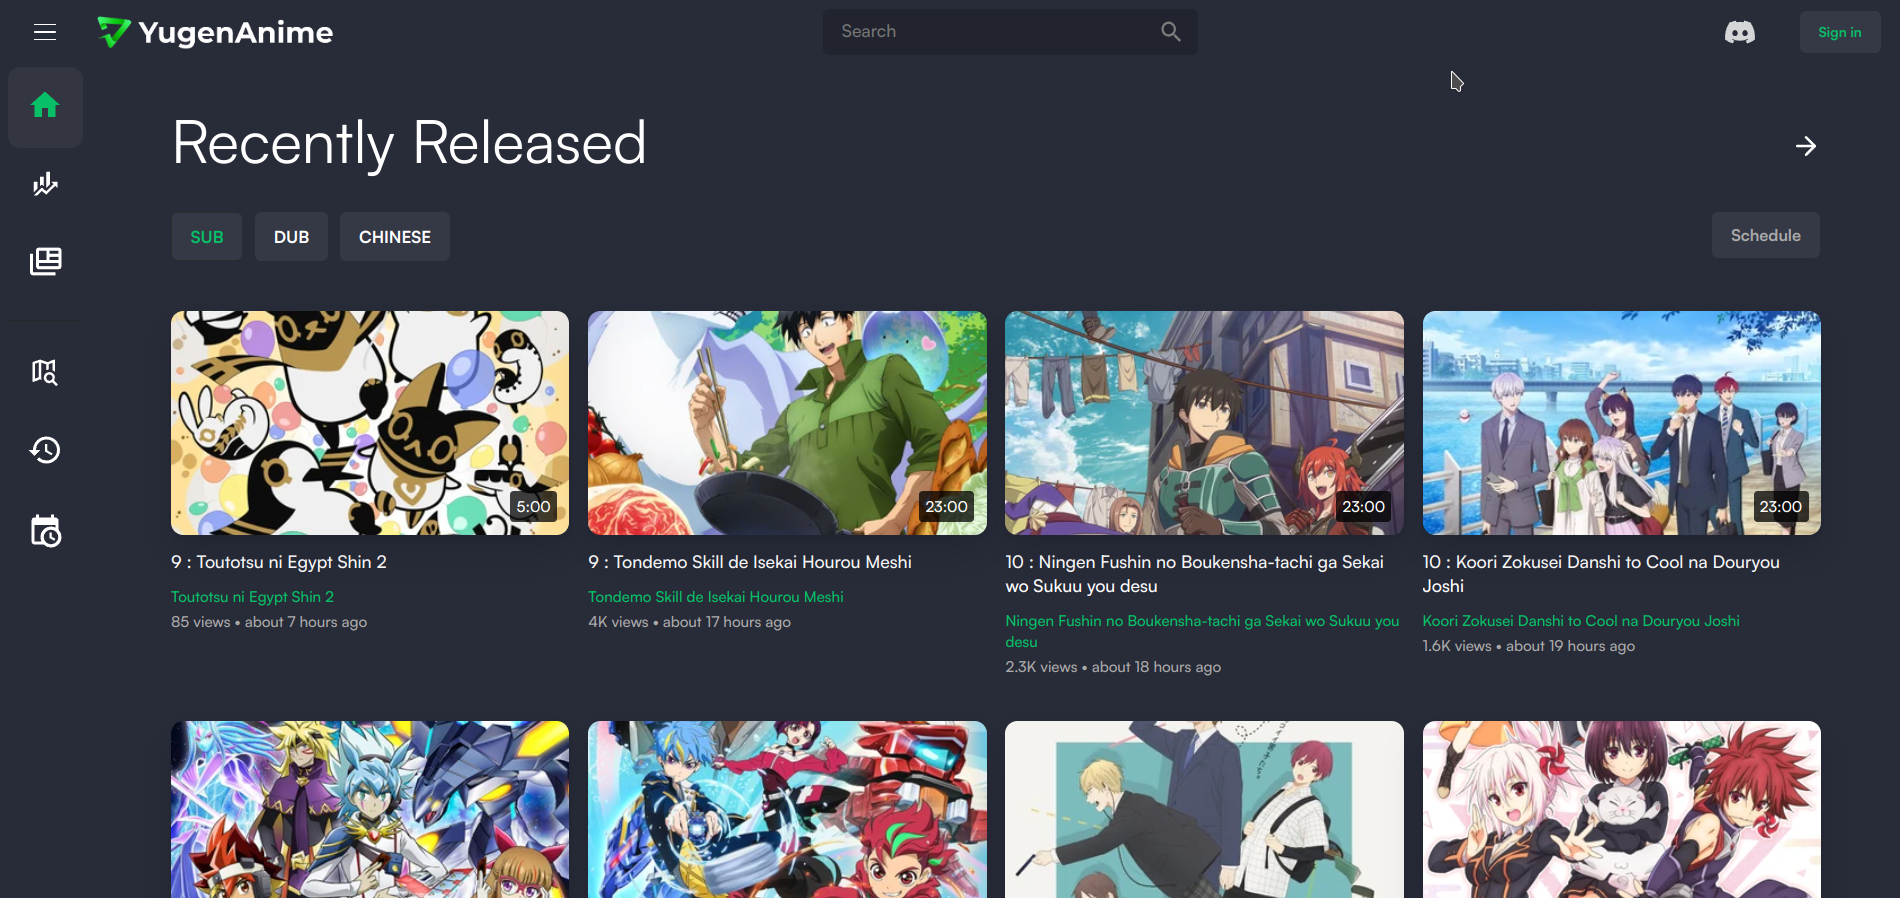 YugenAnime
Search
Sign in
Recently Released
SUB
DUB
CHINESE
Schedule
5:00
23:00
23:00
23:00
9 : Toutotsu ni Egypt Shin 2
Toutotsu ni Egypt Shin 2
85 views • about 7 hours ago
9 : Tondemo Skill de Isekai Hourou Meshi
Tondemo Skill de Isekai Hourou Meshi
4K views • about 17 hours ago
10 : Ningen Fushin no Boukensha-tachi ga Sekai
wo Sukuu you desu
Ningen Fushin no Boukensha-tachi ga Sekai wo Sukuu you
desu
2.3K views • about 18 hours ago
10 : Koori Zokusei Danshi to Cool na Douryou
Joshi
Koori Zokusei Danshi to Cool na Douryou Joshi
1.6K views • about 19 hours ago